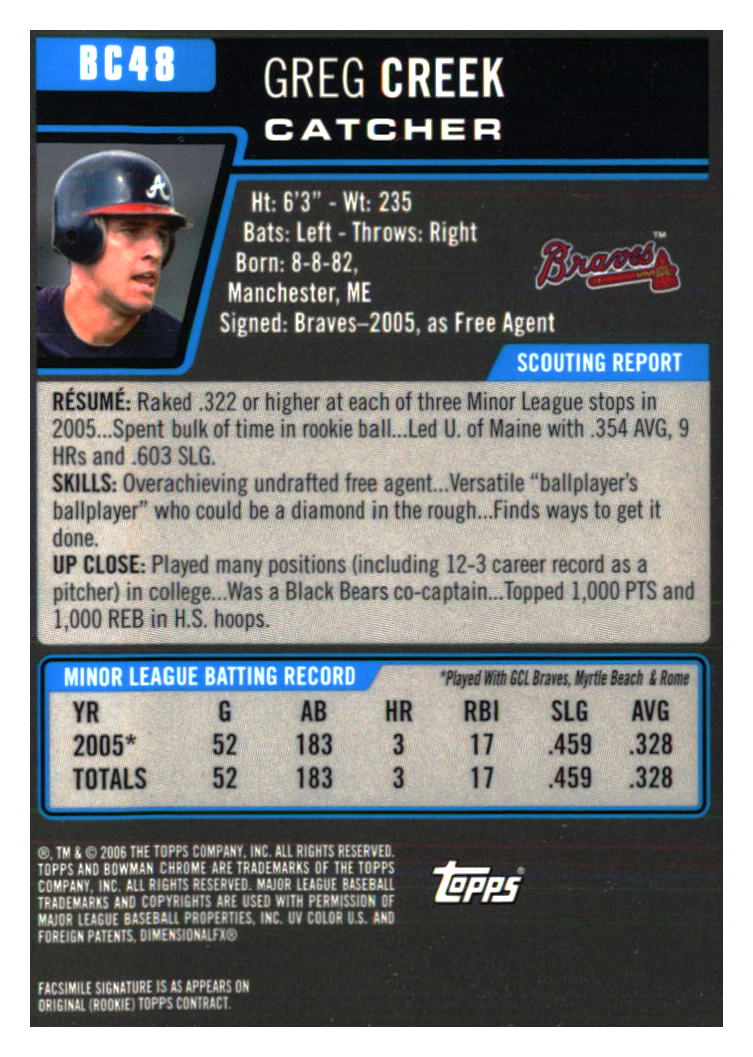 BC48
GREG CREEK
CATCHER
A
Ht: 6'3" - Wt: 235
Bats: Left - Throws: Right
Born: 8-8-82,
Manchester, ME
Signed: Braves–2005, as Free Agent
Braves™
SCOUTING REPORT
RÉSUMÉ: Raked .322 or higher at each of three Minor League stops in
2005...Spent bulk of time in rookie ball...Led U. of Maine with .354 AVG, 9
HRs and .603 SLG.
SKILLS: Overachieving undrafted free agent...Versatile “ballplayer’s
ballplayer” who could be a diamond in the rough...Finds ways to get it
done.
UP CLOSE: Played many positions (including 12-3 career record as a
pitcher) in college...Was a Black Bears co-captain...Topped 1,000 PTS and
1,000 REB in H.S. hoops.
MINOR LEAGUE BATTING RECORD *Played With GCL Braves, Myrtle Beach & Rome
YR G AB HR RBI SLG AVG
2005* 52 183 3 17 .459 .328
TOTALS 52 183 3 17 .459 .328
®, TM & © 2006 THE TOPPS COMPANY, INC. ALL RIGHTS RESERVED.
TOPPS AND BOWMAN CHROME ARE TRADEMARKS OF THE TOPPS
COMPANY, INC. ALL RIGHTS RESERVED. MAJOR LEAGUE BASEBALL
TRADEMARKS AND COPYRIGHTS ARE USED WITH PERMISSION OF
MAJOR LEAGUE BASEBALL PROPERTIES, INC. UV COLOR U.S. AND
FOREIGN PATENTS, DIMENSIONALFX®
topps®
FACSIMILE SIGNATURE IS AS APPEARS ON
ORIGINAL (ROOKIE) TOPPS CONTRACT.